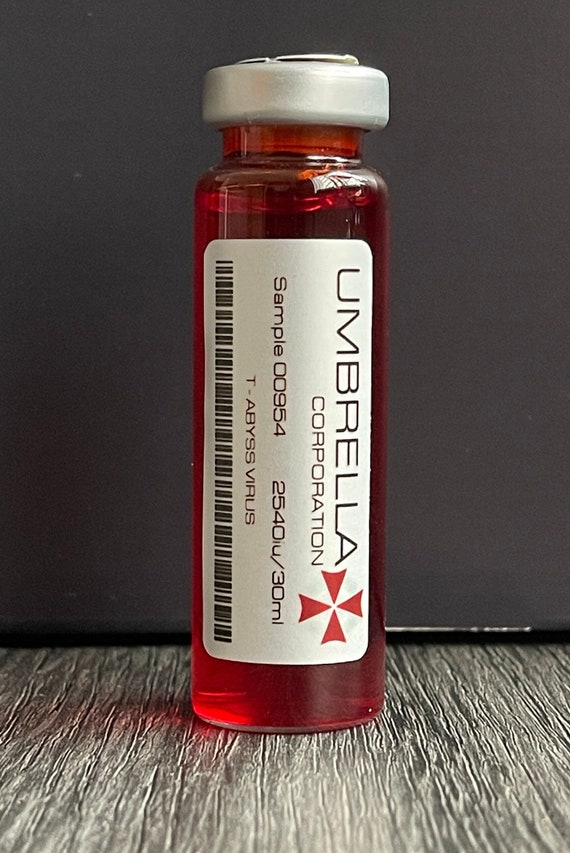 UMBRELLA
CORPORATION
Sample 00954 2540iu/30ml
T - ABYSS VIRUS